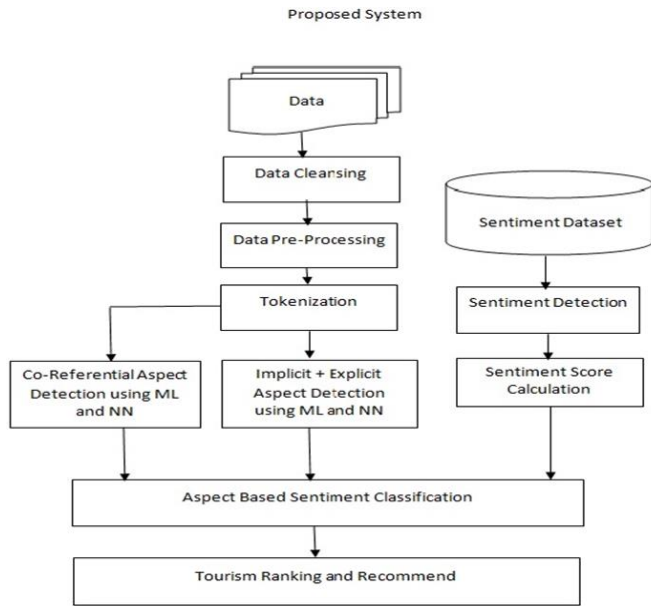 Proposed System
Data
Data Cleansing
Data Pre-Processing
Tokenization
Sentiment Dataset
Sentiment Detection
Co-Referential Aspect
Detection using ML
and NN
Implicit + Explicit
Aspect Detection
using ML and NN
Sentiment Score
Calculation
Aspect Based Sentiment Classification
Tourism Ranking and Recommend